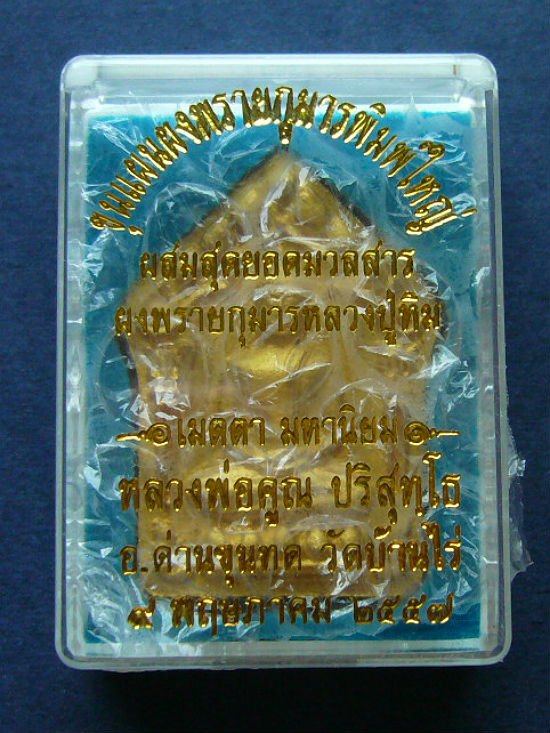 ขุนแผนผงพรายกุมารพิมพ์ใหญ่
ผสมสุดยอดมวลสาร
ผงพรายกุมารหลวงปู่ทิม
เมตตา มหานิยม
หลวงพ่อคูณ ปริสุทฺโธ
อ.ด่านขุนทด วัดบ้านไร่
๙ พฤษภาคม ๒๕๕๗